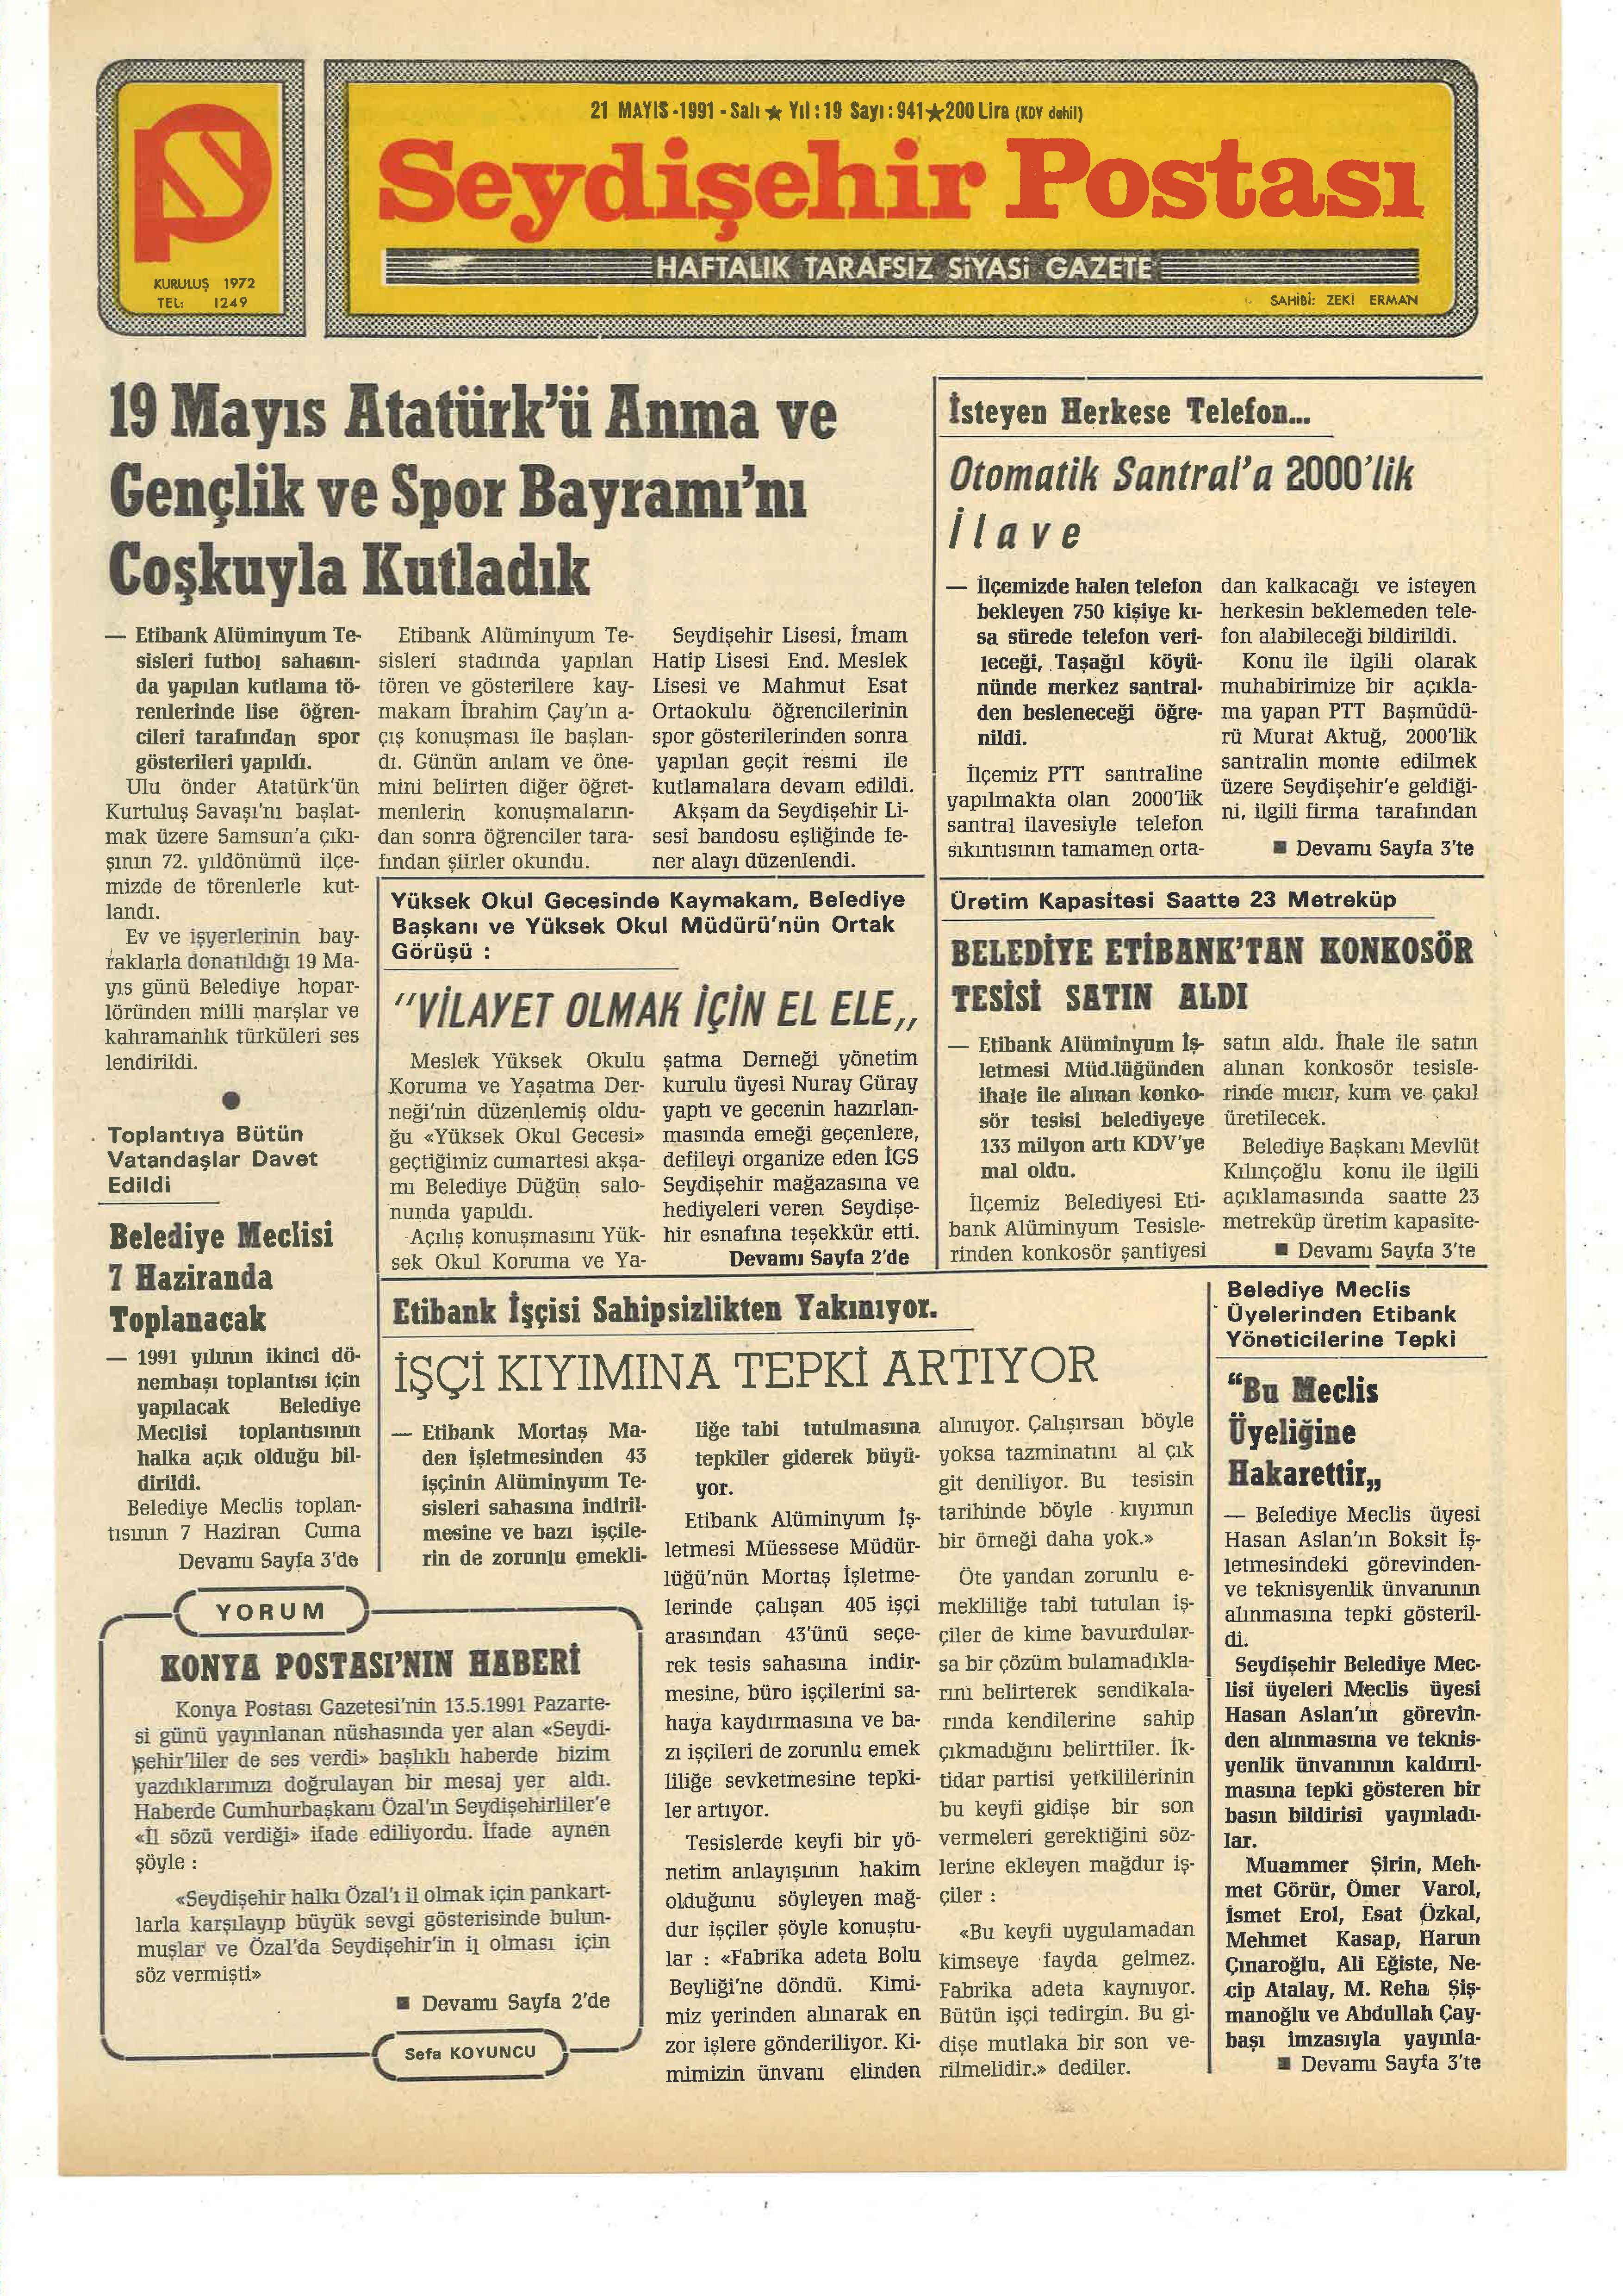 21 MAYIS -1991 - Salı ★ Yıl : 19 Sayı : 941 ★ 200 Lira (KDV dahil)
Seydişehir Postası
HAFTALIK TARAFSIZ SİYASİ GAZETE
KURULUŞ 1972
TEL: 1249
SAHİBİ: ZEKİ ERMAN
19 Mayıs Atatürk'ü Anma ve
Gençlik ve Spor Bayramı'nı
Coşkuyla Kutladık
— Etibank Alüminyum Te-
sisleri futbol sahasın-
da yapılan kutlama tö-
renlerinde lise öğren-
cileri tarafından spor
gösterileri yapıldı.
Ulu önder Atatürk'ün
Kurtuluş Savaşı'nı başlat-
mak üzere Samsun'a çıkı-
şının 72. yıldönümü ilçe-
mizde de törenlerle kut-
landı.
Ev ve işyerlerinin bay-
raklarla donatıldığı 19 Ma-
yıs günü Belediye hopar-
löründen milli marşlar ve
kahramanlık türküleri ses
lendirildi.
Etibank Alüminyum Te-
sisleri stadında yapılan
tören ve gösterilere kay-
makam İbrahim Çay'ın a-
çış konuşması ile başlan-
dı. Günün anlam ve öne-
mini belirten diğer öğret-
menlerin konuşmaların-
dan sonra öğrenciler tara-
fından şiirler okundu.
Seydişehir Lisesi, İmam
Hatip Lisesi End. Meslek
Lisesi ve Mahmut Esat
Ortaokulu öğrencilerinin
spor gösterilerinden sonra
yapılan geçit resmi ile
kutlamalara devam edildi.
Akşam da Seydişehir Li-
sesi bandosu eşliğinde fe-
ner alayı düzenlendi.
İsteyen Herkese Telefon...
Otomatik Santral'a 2000'lik
İlave
— İlçemizde halen telefon
bekleyen 750 kişiye kı-
sa sürede telefon veri-
leceği, Taşağıl köyü-
nünde merkez santral-
den besleneceği öğre-
nildi.
İlçemiz PTT santraline
yapılmakta olan 2000'lik
santral ilavesiyle telefon
sıkıntısının tamamen orta-
dan kalkacağı ve isteyen
herkesin beklemeden tele-
fon alabileceği bildirildi.
Konu ile ilgili olarak
muhabirimize bir açıkla-
ma yapan PTT Başmüdü-
rü Murat Aktuğ, 2000'lik
santralin monte edilmek
üzere Seydişehir'e geldiği-
ni, ilgili firma tarafından
■ Devamı Sayfa 3'te
Toplantıya Bütün
Vatandaşlar Davet
Edildi
Belediye Meclisi
7 Haziranda
Toplanacak
— 1991 yılının ikinci dö-
nembaşı toplantısı için
yapılacak Belediye
Meclisi toplantısının
halka açık olduğu bil-
dirildi.
Belediye Meclis toplan-
tısının 7 Haziran Cuma
Devamı Sayfa 3'de
Yüksek Okul Gecesinde Kaymakam, Belediye
Başkanı ve Yüksek Okul Müdürü'nün Ortak
Görüşü :
"VİLAYET OLMAK İÇİN EL ELE,,
Meslek Yüksek Okulu
Koruma ve Yaşatma Der-
neği'nin düzenlemiş oldu-
ğu «Yüksek Okul Gecesi»
geçtiğimiz cumartesi akşa-
mı Belediye Düğün salo-
nunda yapıldı.
Açılış konuşmasını Yük-
sek Okul Koruma ve Ya-
şatma Derneği yönetim
kurulu üyesi Nuray Güray
yaptı ve gecenin hazırlan-
masında emeği geçenlere,
defileyi organize eden İGS
Seydişehir mağazasına ve
hediyeleri veren Seydişe-
hir esnafına teşekkür etti.
Devamı Sayfa 2'de
Üretim Kapasitesi Saatte 23 Metreküp
BELEDİYE ETİBANK'TAN KONKOSÖR
TESİSİ SATIN ALDI
— Etibank Alüminyum İş-
letmesi Müd.lüğünden
ihale ile alınan konko-
sör tesisi belediyeye
133 milyon artı KDV'ye
mal oldu.
İlçemiz Belediyesi Eti-
bank Alüminyum Tesisle-
rinden konkosör şantiyesi
satın aldı. İhale ile satın
alınan konkosör tesisle-
rinde mıcır, kum ve çakıl
üretilecek.
Belediye Başkanı Mevlüt
Kılınçoğlu konu ile ilgili
açıklamasında saatte 23
metreküp üretim kapasite-
■ Devamı Sayfa 3'te
Etibank İşçisi Sahipsizlikten Yakınıyor.
İŞÇİ KIYIMINA TEPKİ ARTIYOR
— Etibank Mortaş Ma-
den İşletmesinden 43
işçinin Alüminyum Te-
sisleri sahasına indiril-
mesine ve bazı işçile-
rin de zorunlu emekli-
liğe tabi tutulmasına
tepkiler giderek büyü-
yor.
Etibank Alüminyum İş-
letmesi Müessese Müdür-
lüğü'nün Mortaş İşletme-
lerinde çalışan 405 işçi
arasından 43'ünü seçe-
rek tesis sahasına indir-
mesine, büro işçilerini sa-
haya kaydırmasına ve ba-
zı işçileri de zorunlu emek
liliğe sevketmesine tepki-
ler artıyor.
Tesislerde keyfi bir yö-
netim anlayışının hakim
olduğunu söyleyen mağ-
dur işçiler şöyle konuştu-
lar : «Fabrika adeta Bolu
Beyliği'ne döndü. Kimi-
miz yerinden alınarak en
zor işlere gönderiliyor. Ki-
mimizin ünvanı elinden
alınıyor. Çalışırsan böyle
yoksa tazminatını al çık
git deniliyor. Bu tesisin
tarihinde böyle kıyımın
bir örneği daha yok.»
Öte yandan zorunlu e-
mekliliğe tabi tutulan iş-
çiler de kime bavurdular-
sa bir çözüm bulamadıkla-
rını belirterek sendikala-
rında kendilerine sahip
çıkmadığını belirttiler. İk-
tidar partisi yetkililerinin
bu keyfi gidişe bir son
vermeleri gerektiğini söz-
lerine ekleyen mağdur iş-
çiler :
«Bu keyfi uygulamadan
kimseye fayda gelmez.
Fabrika adeta kaynıyor.
Bütün işçi tedirgin. Bu gi-
dişe mutlaka bir son ve-
rilmelidir.» dediler.
Belediye Meclis
Üyelerinden Etibank
Yöneticilerine Tepki
"Bu Meclis
Üyeliğine
Hakarettir,,
— Belediye Meclis üyesi
Hasan Aslan'ın Boksit İş-
letmesindeki görevinden-
ve teknisyenlik ünvanının
alınmasına tepki gösteril-
di.
Seydişehir Belediye Mec-
lisi üyeleri Meclis üyesi
Hasan Aslan'ın görevin-
den alınmasına ve teknis-
yenlik ünvanının kaldırıl-
masına tepki gösteren bir
basın bildirisi yayınladı-
lar.
Muammer Şirin, Meh-
met Görür, Ömer Varol,
İsmet Erol, Esat Özkal,
Mehmet Kasap, Harun
Çınaroğlu, Ali Eğiste, Ne-
cip Atalay, M. Reha Şiş-
manoğlu ve Abdullah Çay-
başı imzasıyla yayınla-
■ Devamı Sayfa 3'te
YORUM
KONYA POSTASI'NIN HABERİ
Konya Postası Gazetesi'nin 13.5.1991 Pazarte-
si günü yayınlanan nüshasında yer alan «Seydi-
şehir'liler de ses verdi» başlıklı haberde bizim
yazdıklarımızı doğrulayan bir mesaj yer aldı.
Haberde Cumhurbaşkanı Özal'ın Seydişehirliler'e
«İl sözü verdiği» ifade ediliyordu. İfade aynen
şöyle :
«Seydişehir halkı Özal'ı il olmak için pankart-
larla karşılayıp büyük sevgi gösterisinde bulun-
muşlar ve Özal'da Seydişehir'in il olması için
söz vermişti»
■ Devamı Sayfa 2'de
Sefa KOYUNCU